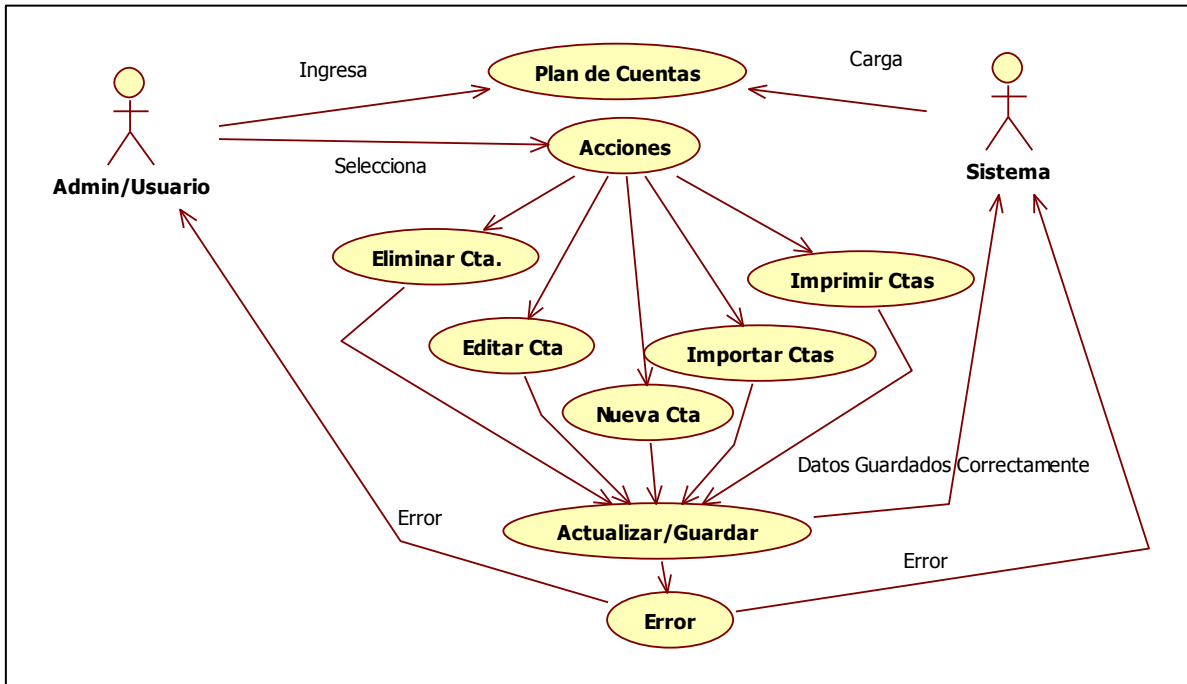 Ingresa
Plan de Cuentas
Carga
Acciones
Selecciona
Admin/Usuario
Sistema
Eliminar Cta.
Imprimir Ctas
Editar Cta
Importar Ctas
Nueva Cta
Datos Guardados Correctamente
Error
Actualizar/Guardar
Error
Error